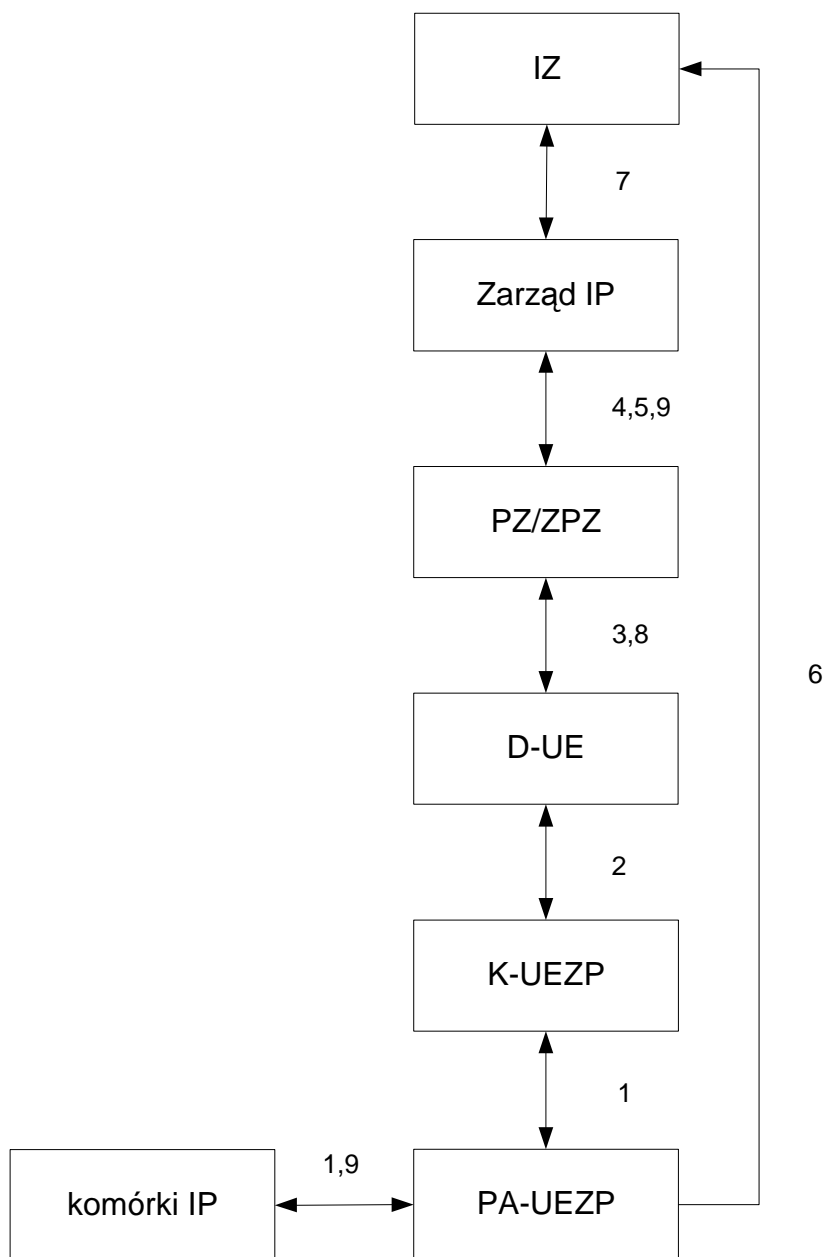 IZ
7
Zarząd IP
4,5,9
PZ/ZPZ
3,8
6
D-UE
2
K-UEZP
1
1,9
komórki IP
PA-UEZP